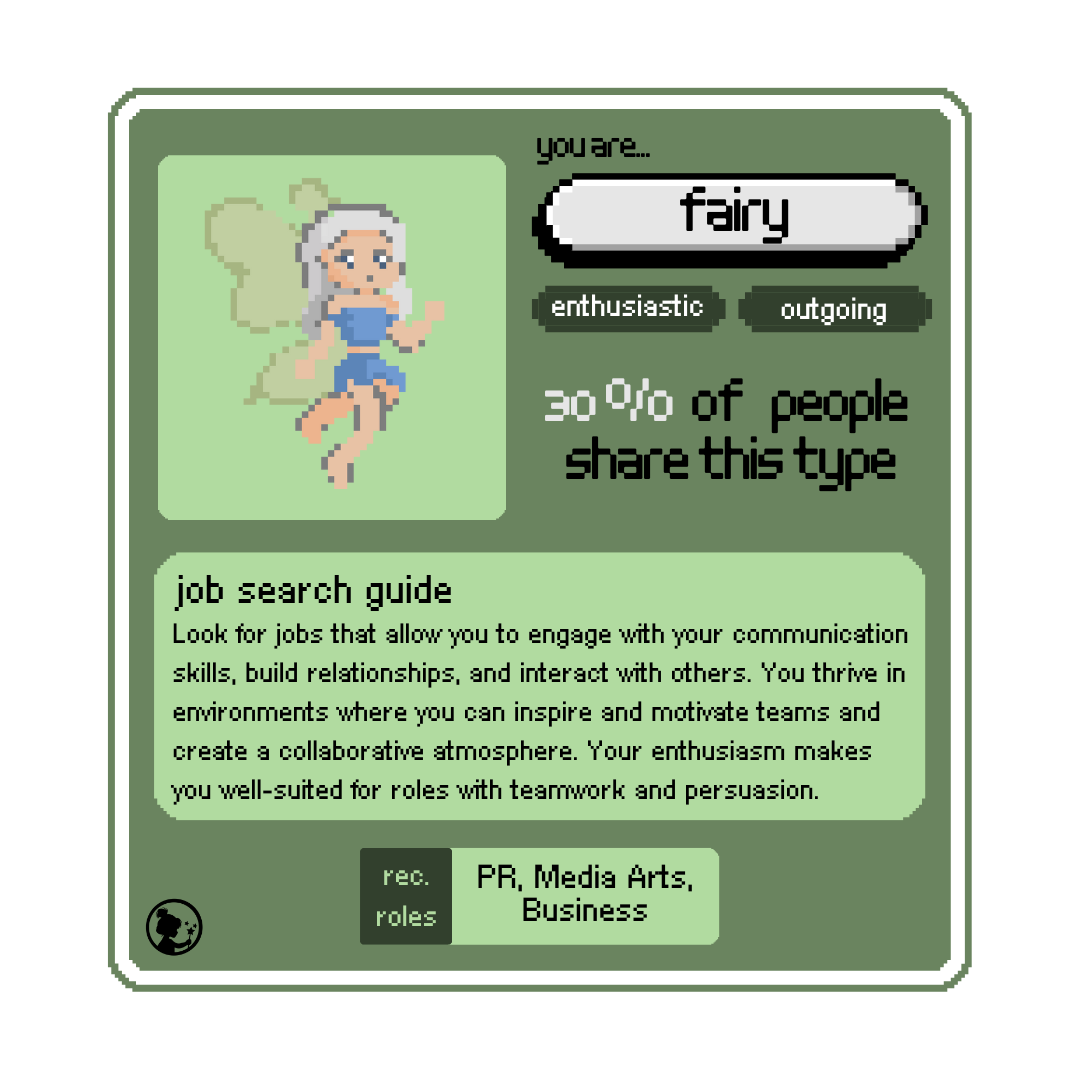 you are...
fairy
enthusiastic
outgoing
30% of people
share this type
job search guide
Look for jobs that allow you to engage with your communication
skills, build relationships, and interact with others. You thrive in
environments where you can inspire and motivate teams and
create a collaborative atmosphere. Your enthusiasm makes
you well-suited for roles with teamwork and persuasion.
rec.
roles
PR, Media Arts,
Business